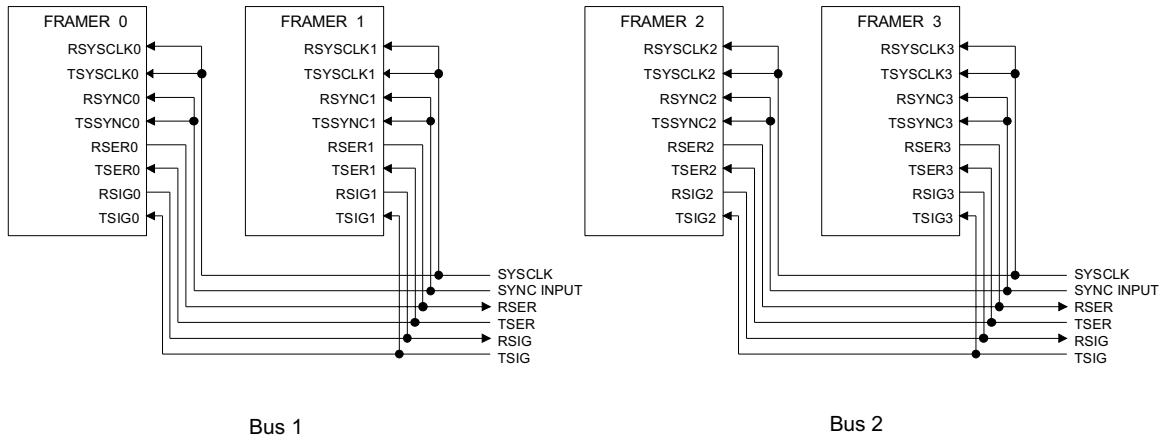 FRAMER 0
RSYSCLK0
TSYSCLK0
RSYNC0
TSSYNC0
RSER0
TSER0
RSIG0
TSIG0
FRAMER 1
RSYSCLK1
TSYSCLK1
RSYNC1
TSSYNC1
RSER1
TSER1
RSIG1
TSIG1
SYSCLK
SYNC INPUT
RSER
TSER
RSIG
TSIG
Bus 1
FRAMER 2
RSYSCLK2
TSYSCLK2
RSYNC2
TSSYNC2
RSER2
TSER2
RSIG2
TSIG2
FRAMER 3
RSYSCLK3
TSYSCLK3
RSYNC3
TSSYNC3
RSER3
TSER3
RSIG3
TSIG3
SYSCLK
SYNC INPUT
RSER
TSER
RSIG
TSIG
Bus 2